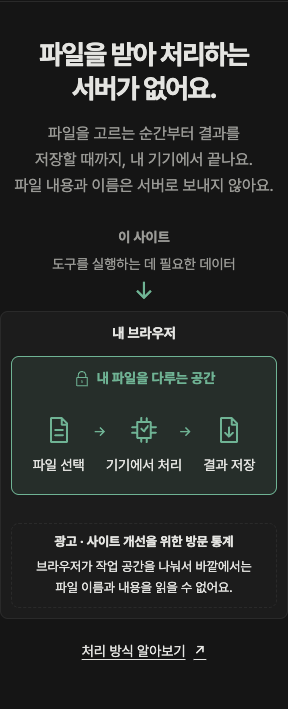 파일을 받아 처리하는
서버가 없어요.
파일을 고르는 순간부터 결과를
저장할 때까지, 내 기기에서 끝나요.
파일 내용과 이름은 서버로 보내지 않아요.
이 사이트
도구를 실행하는 데 필요한 데이터
↓
내 브라우저
내 파일을 다루는 공간
→ →
파일 선택 기기에서 처리 결과 저장
광고 · 사이트 개선을 위한 방문 통계
브라우저가 작업 공간을 나눠서 바깥에서는
파일 이름과 내용을 읽을 수 없어요.
처리 방식 알아보기 ↗